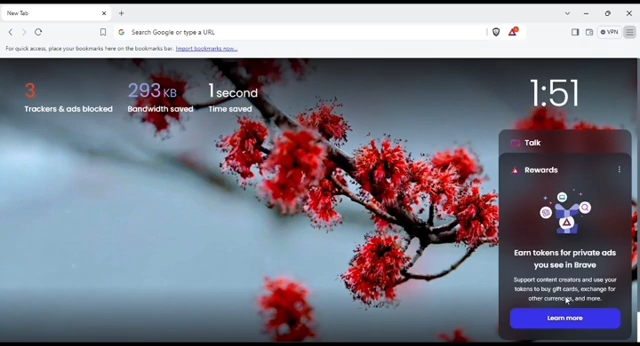 New Tab
Search Google or type a URL
VPN
For quick access, place your bookmarks here on the bookmarks bar. Import bookmarks now...
3
Trackers & ads blocked
293 KB
Bandwidth saved
1 second
Time saved
1:51
Talk
Rewards
Earn tokens for private ads
you see in Brave
Support content creators and use your
tokens to buy gift cards, exchange for
other currencies, and more.
Learn more